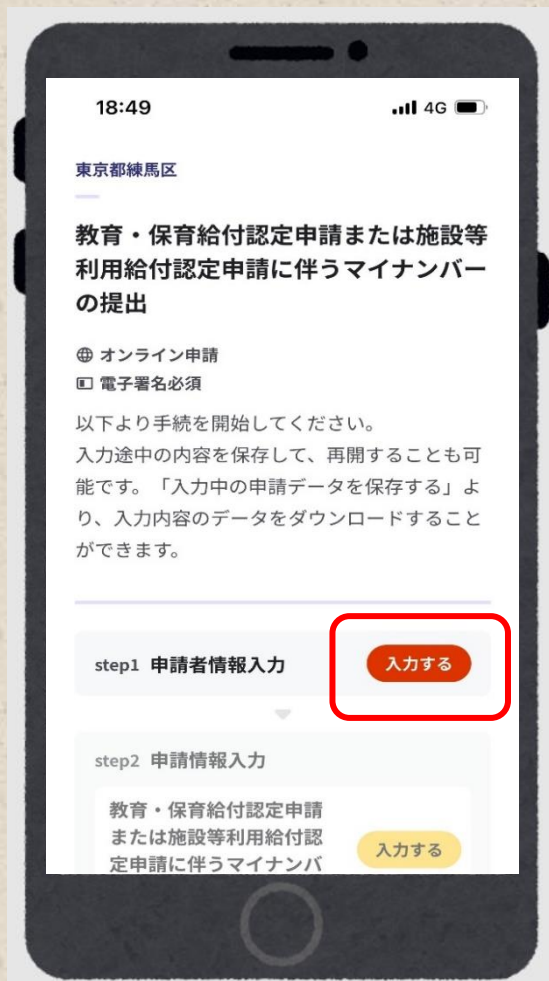 18:49 4G
東京都練馬区
教育・保育給付認定申請または施設等
利用給付認定申請に伴うマイナンバー
の提出
オンライン申請
電子署名必須
以下より手続を開始してください。
入力途中の内容を保存して、再開することも可
能です。「入力中の申請データを保存する」よ
り、入力内容のデータをダウンロードすること
ができます。
step1 申請者情報入力 入力する
step2 申請情報入力
教育・保育給付認定申請
または施設等利用給付認
定申請に伴うマイナンバ
入力する